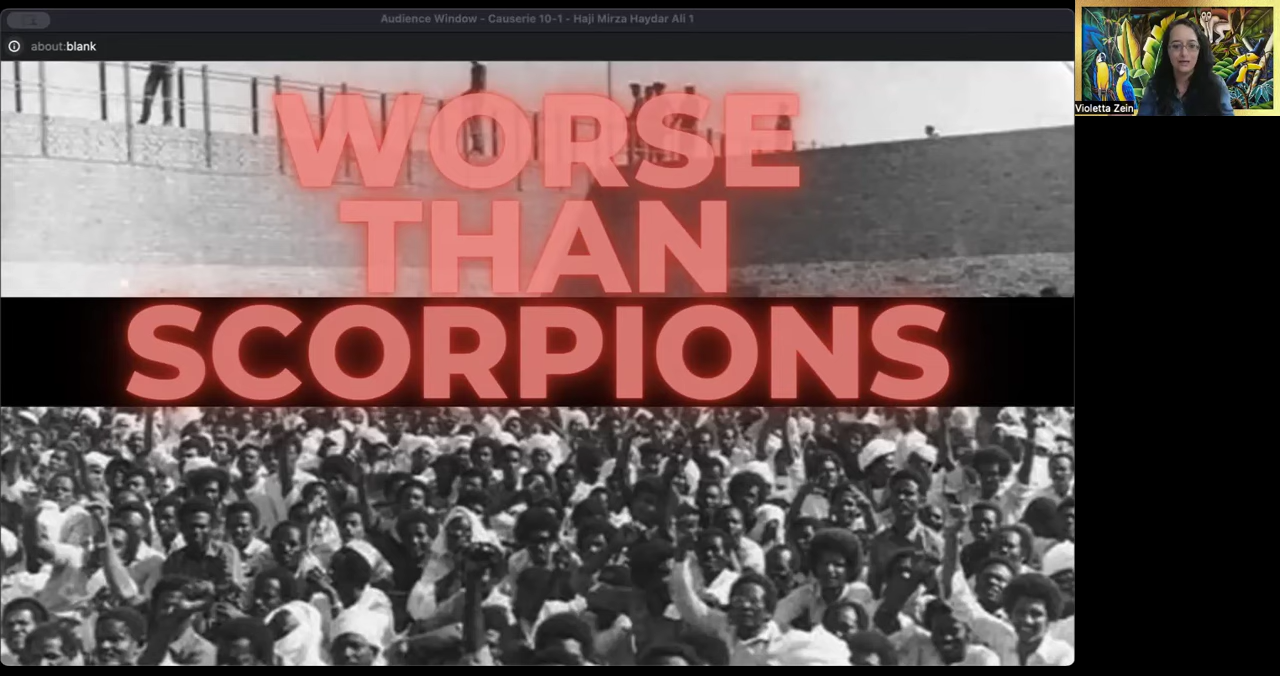 Audience Window - Causerie 10-1 - Haji Mirza Haydar Ali 1
about:blank
Violetta Zein
WORSE
THAN
SCORPIONS